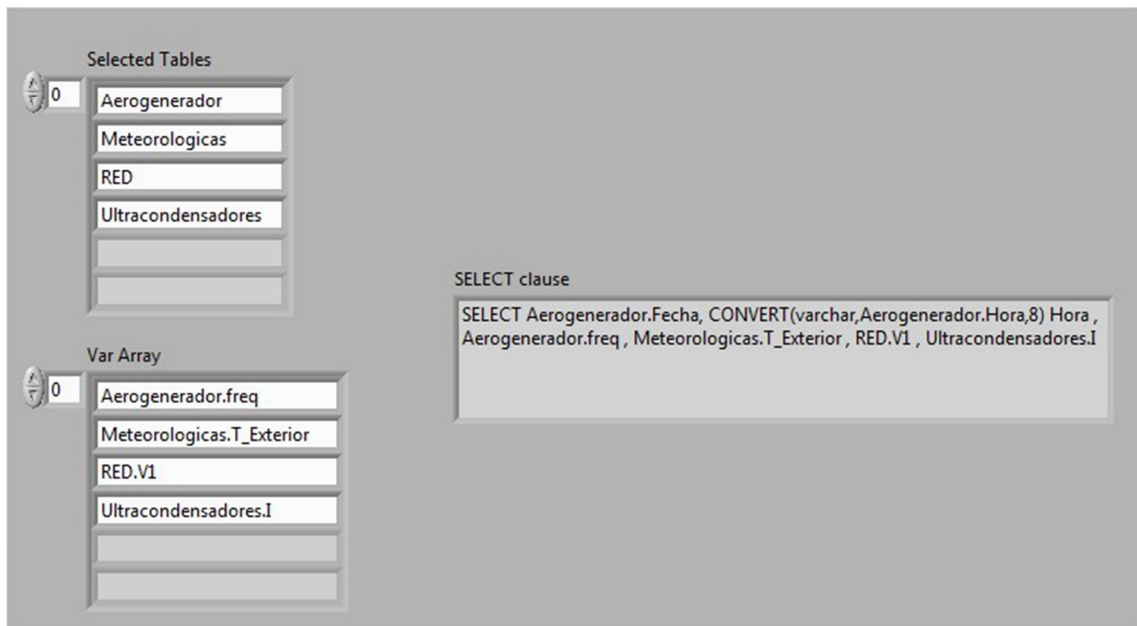 Selected Tables
0
Aerogenerador
Meteorologicas
RED
Ultracondensadores
SELECT clause
SELECT Aerogenerador.Fecha, CONVERT(varchar,Aerogenerador.Hora,8) Hora ,
Aerogenerador.freq , Meteorologicas.T_Exterior , RED.V1 , Ultracondensadores.I
Var Array
0
Aerogenerador.freq
Meteorologicas.T_Exterior
RED.V1
Ultracondensadores.I